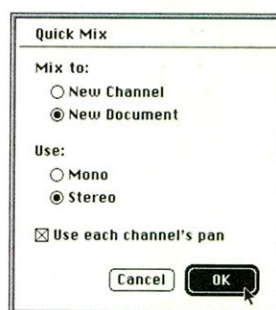 Quick Mix
Mix to:
New Channel
New Document
Use:
Mono
Stereo
Use each channel's pan
Cancel OK